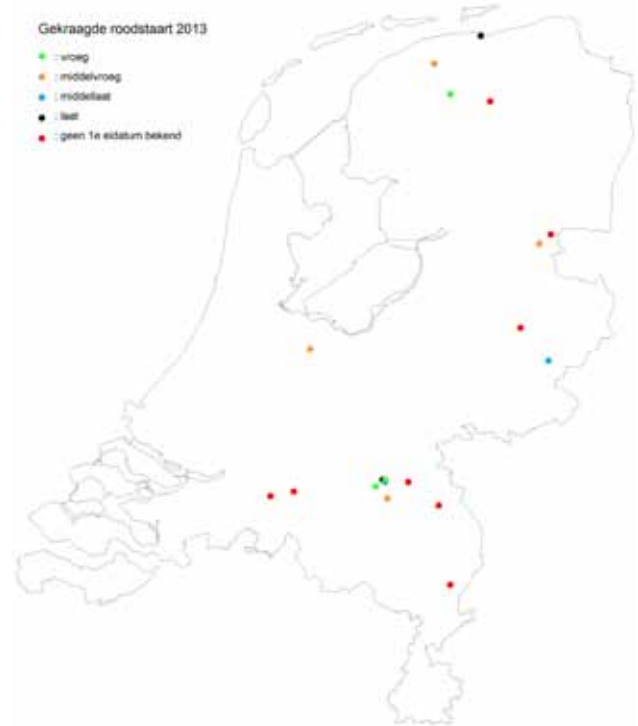 Gekraagde roodstaart 2013
: vroeg
: middelvroeg
: middellaat
: laat
: geen 1e eidatum bekend